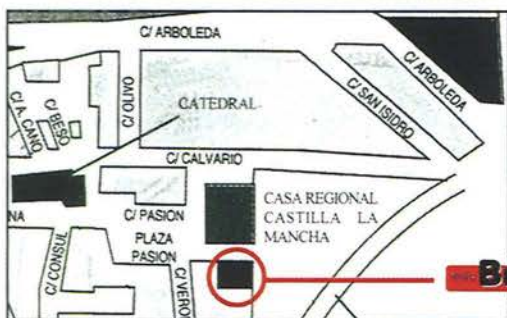 C/ ARBOLEDA
C/ ARBOLEDA
C/ A. CANO
C/ BESO
C/ OLIVO
CATEDRAL
C/ SAN ISIDRO
C/ CALVARIO
NA
C/ PASION
CASA REGIONAL
CASTILLA LA
MANCHA
PLAZA
PASION
C/ CONSUL
C/ VERO